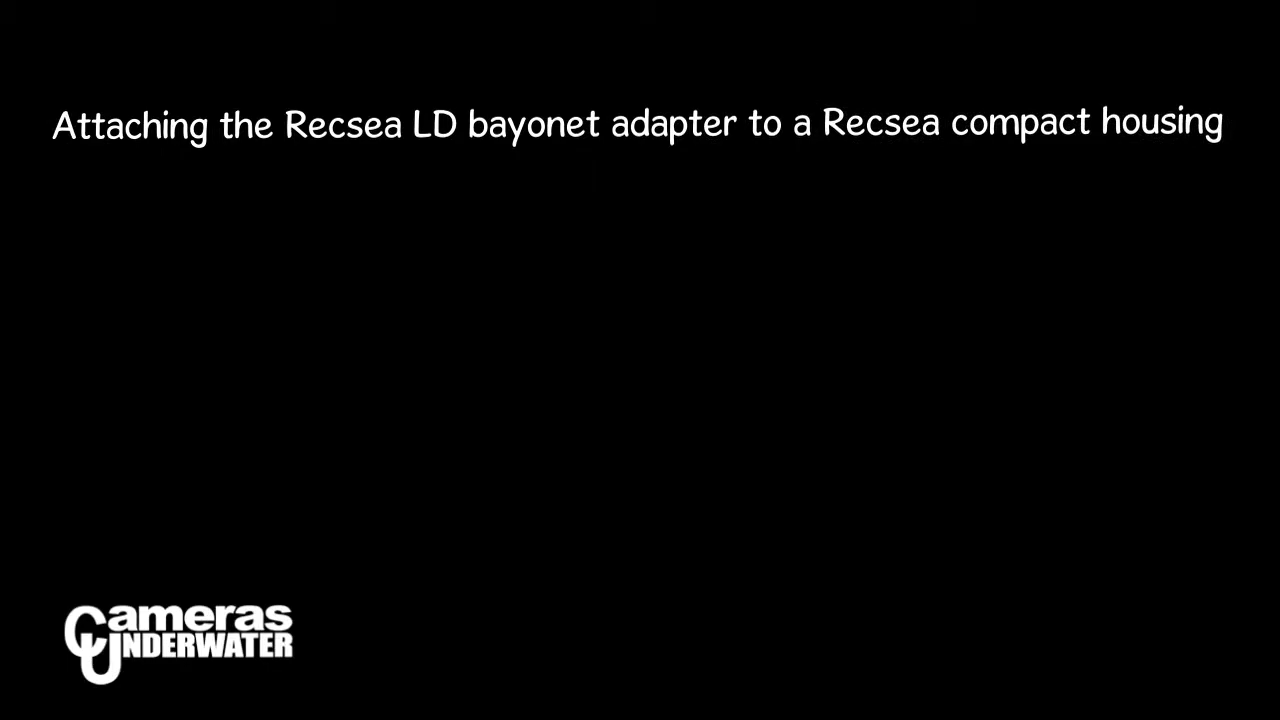 Attaching the Recsea LD bayonet adapter to a Recsea compact housing
Cameras
Underwater